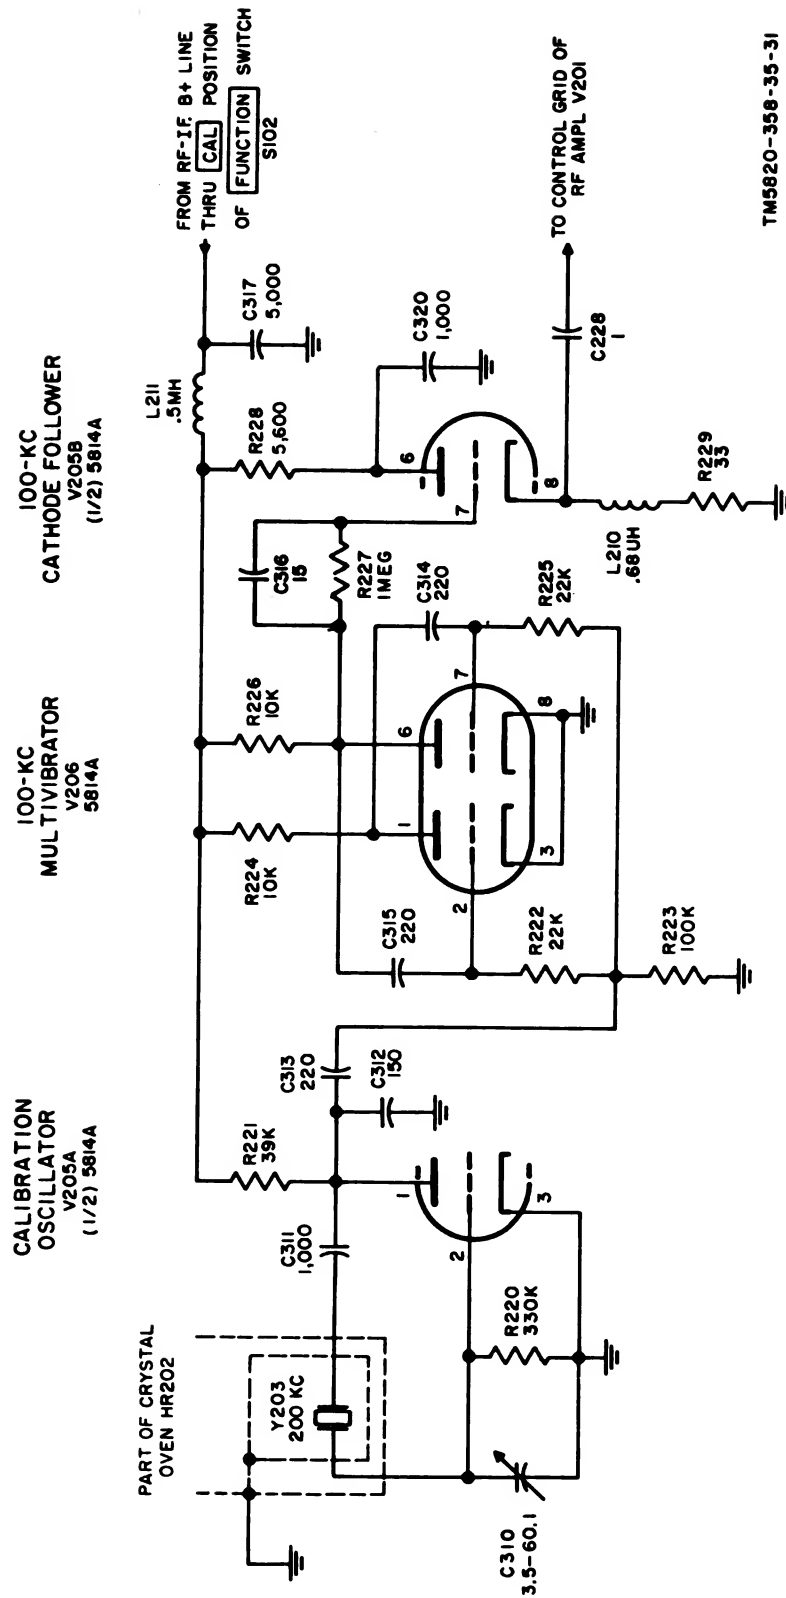 CALIBRATION
OSCILLATOR
V205A
(1/2) 5814A
100-KC
MULTIVIBRATOR
V206
5814A
100-KC
CATHODE FOLLOWER
V205B
(1/2) 5814A
FROM RF-IF B+ LINE
THRU CAL POSITION
OF FUNCTION SWITCH
S102
PART OF CRYSTAL
OVEN HR202
Y203
200 KC
C311
1,000
R221
39K
C313
220
C312
150
R224
10K
R226
10K
C316
15
R227
1MEG
L211
.5MH
R228
5,600
C317
5,000
C320
1,000
C315
220
C314
220
1
6
6
1
2
7
7
2
3
3
8
8
C310
3.5-60.1
R220
330K
R222
22K
R223
100K
R225
22K
L210
.68UH
R229
33
C228
1
TO CONTROL GRID OF
RF AMPL V201
TM5820-358-35-31